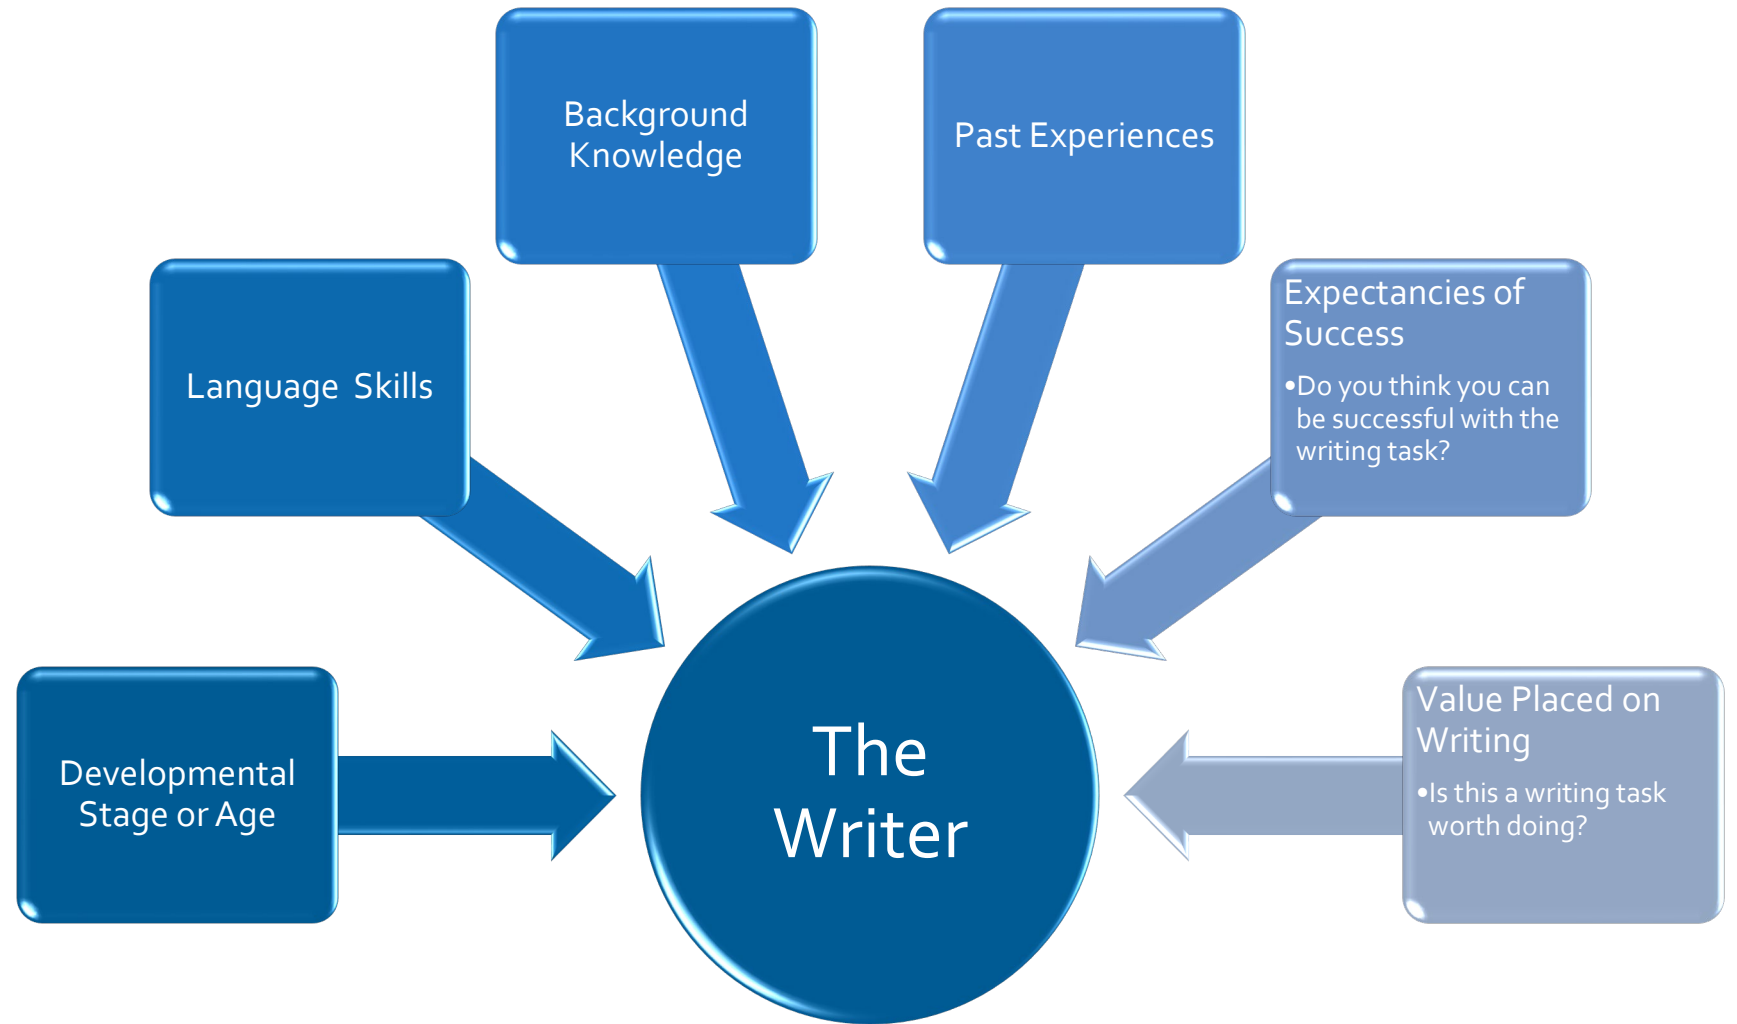 Background
Knowledge
Past Experiences
Language Skills
Expectancies of
Success
•Do you think you can
be successful with the
writing task?
Developmental
Stage or Age
The
Writer
Value Placed on
Writing
•Is this a writing task
worth doing?